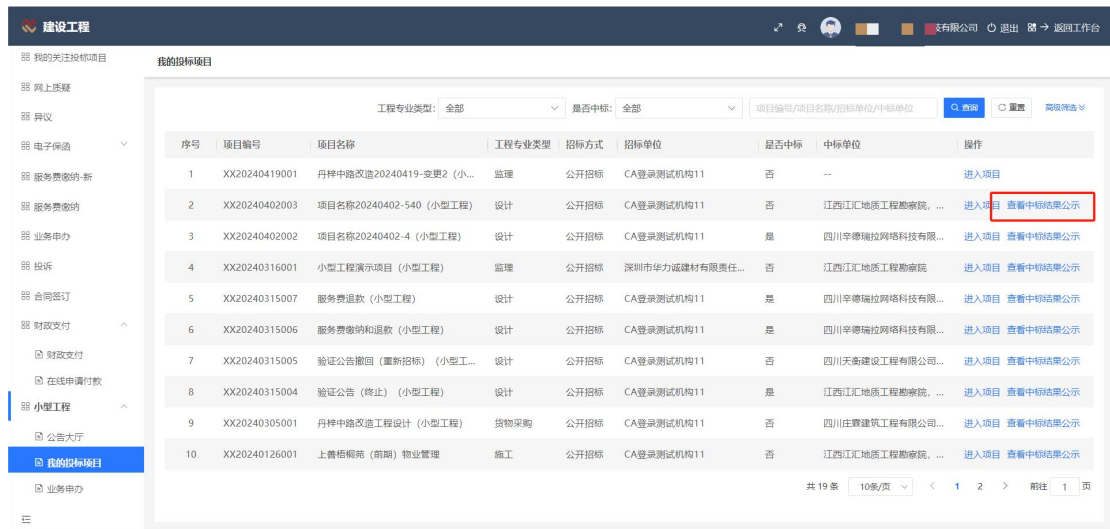 建设工程
技有限公司 退出 返回工作台
我的关注投标项目
网上质疑
异议
电子保函
服务费缴纳-新
服务费缴纳
业务申办
投诉
合同签订
财政支付
财政支付
在线申请付款
小型工程
公告大厅
我的投标项目
业务申办
我的投标项目
工程专业类型: 全部 是否中标: 全部 项目编号/项目名称/招标单位/中标单位 查询 重置 高级筛选
序号 项目编号 项目名称 工程专业类型 招标方式 招标单位 是否中标 中标单位 操作
1 XX20240419001 丹梓中路改造20240419-变更2（小... 监理 公开招标 CA登录测试机构11 否 -- 进入项目
2 XX20240402003 项目名称20240402-540（小型工程） 设计 公开招标 CA登录测试机构11 否 江西江汇地质工程勘察院，... 进入项目 查看中标结果公示
3 XX20240402002 项目名称20240402-4（小型工程） 设计 公开招标 CA登录测试机构11 是 四川辛德瑞拉网络科技有限... 进入项目 查看中标结果公示
4 XX20240316001 小型工程演示项目（小型工程） 监理 公开招标 深圳市华力诚建材有限责任... 否 江西江汇地质工程勘察院 进入项目 查看中标结果公示
5 XX20240315007 服务费退款（小型工程） 设计 公开招标 CA登录测试机构11 是 四川辛德瑞拉网络科技有限... 进入项目 查看中标结果公示
6 XX20240315006 服务费缴纳和退款（小型工程） 设计 公开招标 CA登录测试机构11 是 四川辛德瑞拉网络科技有限... 进入项目 查看中标结果公示
7 XX20240315005 验证公告撤回（重新招标）（小型工... 设计 公开招标 CA登录测试机构11 否 四川天衡建设工程有限公司... 进入项目 查看中标结果公示
8 XX20240315004 验证公告（终止）（小型工程） 设计 公开招标 CA登录测试机构11 是 江西江汇地质工程勘察院，... 进入项目 查看中标结果公示
9 XX20240305001 丹梓中路改造工程设计（小型工程） 货物采购 公开招标 CA登录测试机构11 否 四川庄霖建筑工程有限公司... 进入项目 查看中标结果公示
10 XX20240126001 上善梧桐苑（前期）物业管理 施工 公开招标 CA登录测试机构11 否 江西江汇地质工程勘察院，... 进入项目 查看中标结果公示
共 19 条 10条/页 1 2 前往 1 页